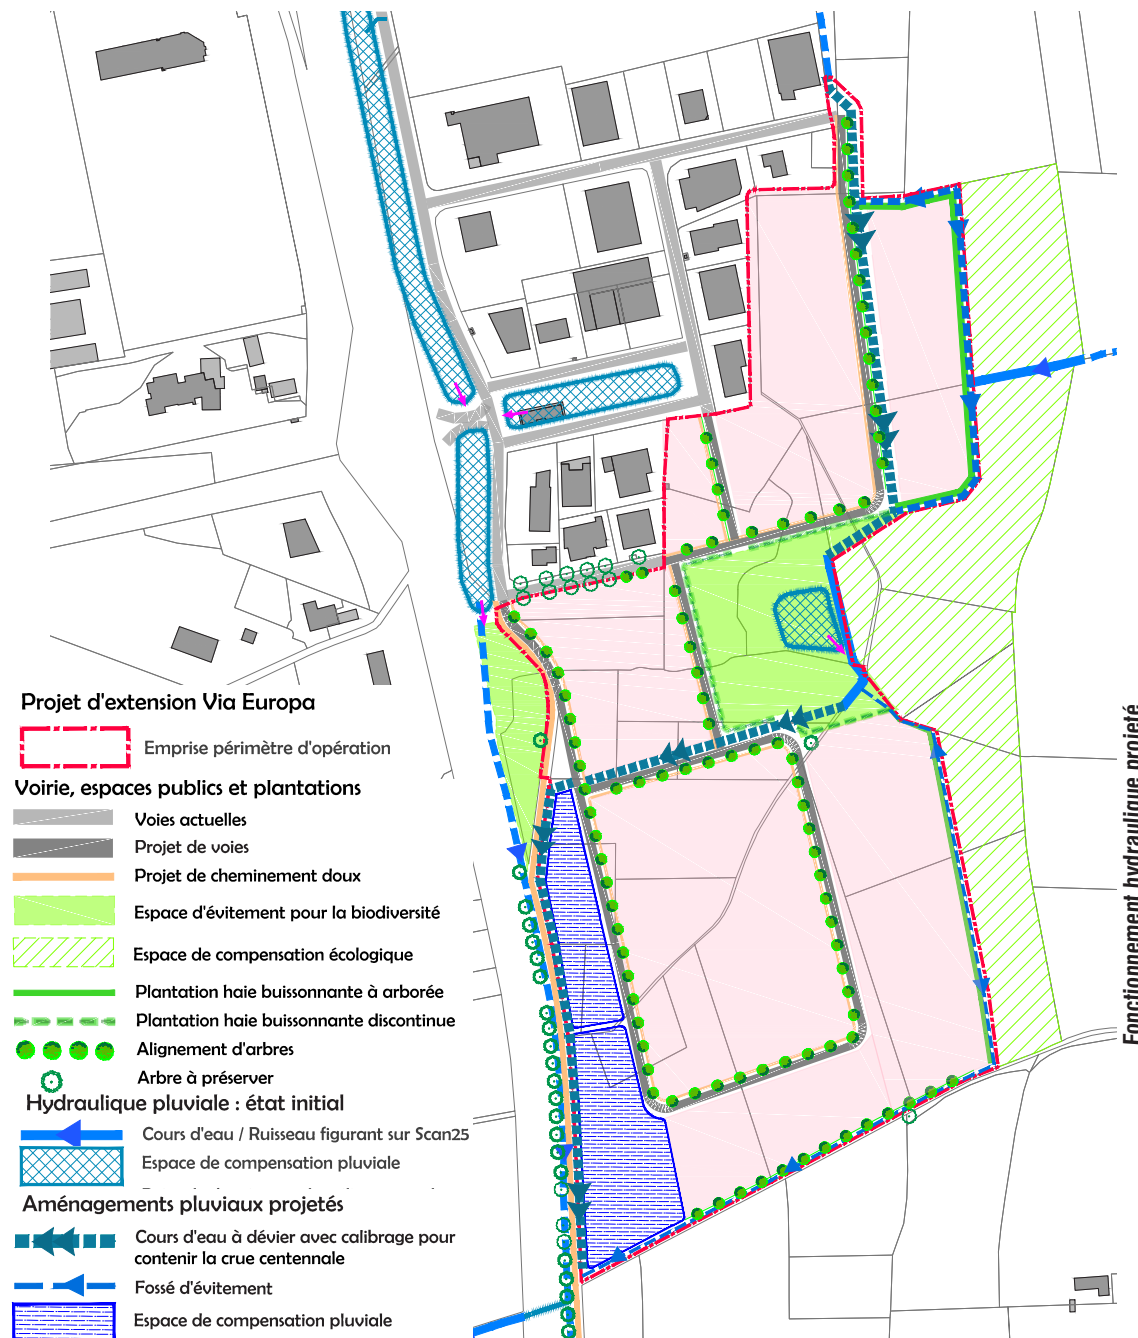 Projet d'extension Via Europa
Emprise périmètre d'opération
Voirie, espaces publics et plantations
Voies actuelles
Projet de voies
Projet de cheminement doux
Espace d'évitement pour la biodiversité
Espace de compensation écologique
Plantation haie buissonnante à arborée
Plantation haie buissonnante discontinue
Alignement d'arbres
Arbre à préserver
Hydraulique pluviale : état initial
Cours d'eau / Ruisseau figurant sur Scan25
Espace de compensation pluviale
Aménagements pluviaux projetés
Cours d'eau à dévier avec calibrage pour
contenir la crue centennale
Fossé d'évitement
Espace de compensation pluviale
Fonctionnement hydraulique projeté